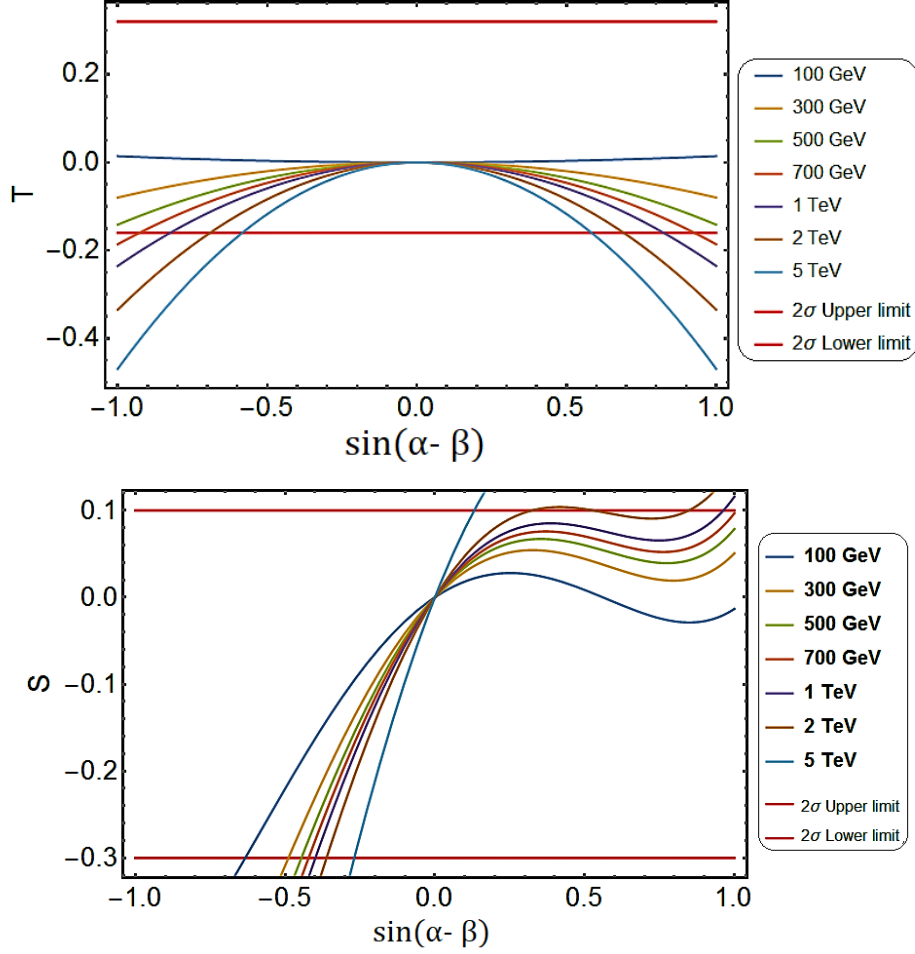 0.2
0.0
−0.2
−0.4
T
−1.0 −0.5 0.0 0.5 1.0
sin(α- β)
100 GeV
300 GeV
500 GeV
700 GeV
1 TeV
2 TeV
5 TeV
2σ Upper limit
2σ Lower limit
0.1
0.0
−0.1
−0.2
−0.3
S
−1.0 −0.5 0.0 0.5 1.0
sin(α- β)
100 GeV
300 GeV
500 GeV
700 GeV
1 TeV
2 TeV
5 TeV
2σ Upper limit
2σ Lower limit